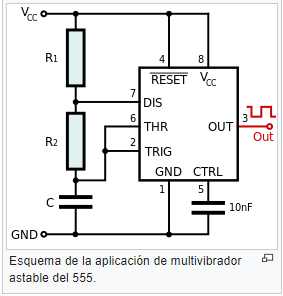 VCC
R1
4
8
RESET
VCC
7
DIS
R2
6
THR
OUT
3
Out
2
TRIG
C
GND
CTRL
1
5
10nF
GND
Esquema de la aplicación de multivibrador
astable del 555.